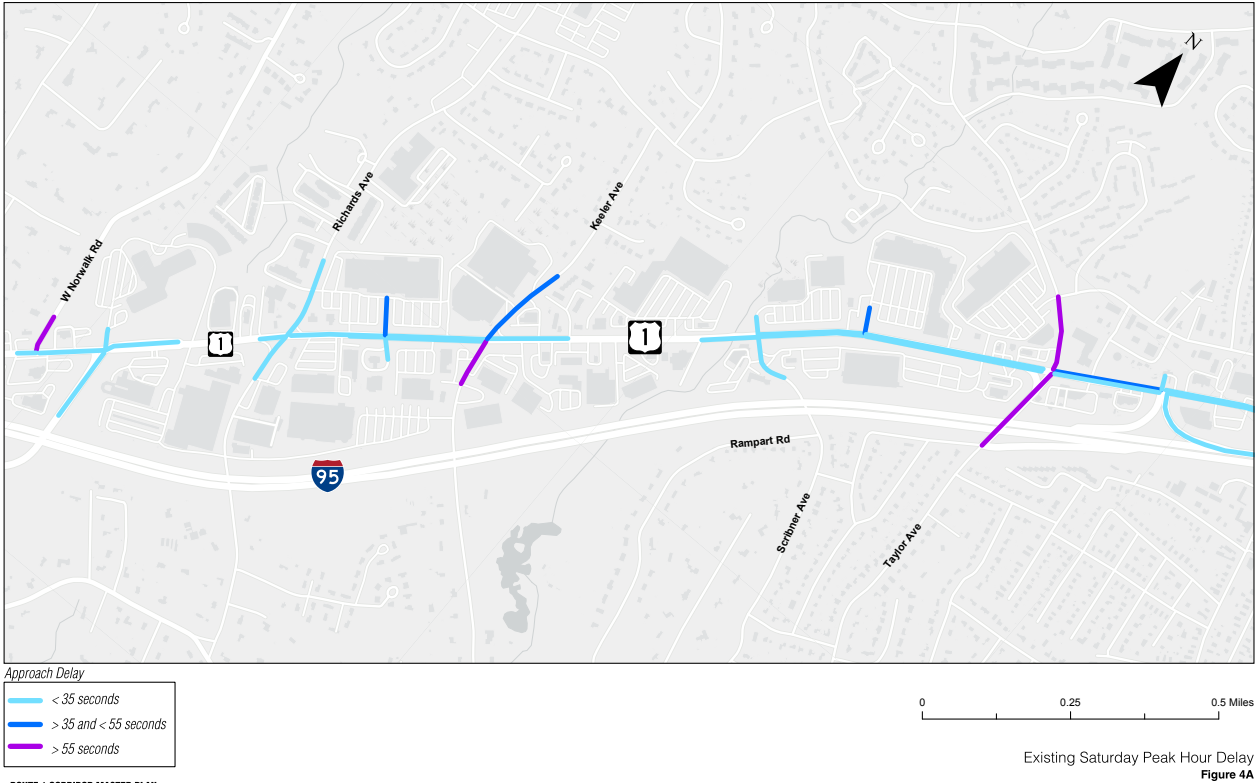 N
W Norwalk Rd
Richards Ave
Keeler Ave
1
1
Rampart Rd
95
Scribner Ave
Taylor Ave
Approach Delay
< 35 seconds
> 35 and < 55 seconds
> 55 seconds
0 0.25 0.5 Miles
Existing Saturday Peak Hour Delay
Figure 4A